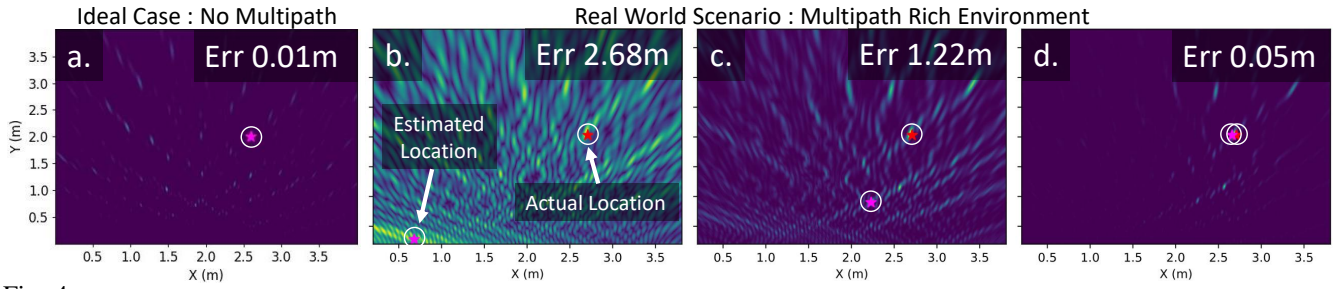 Ideal Case : No Multipath
Real World Scenario : Multipath Rich Environment
a.
Err 0.01m
b.
Err 2.68m
c.
Err 1.22m
d.
Err 0.05m
Estimated
Location
Actual Location
Y (m)
3.5
3.0
2.5
2.0
1.5
1.0
0.5
0.5 1.0 1.5 2.0 2.5 3.0 3.5
X (m)
0.5 1.0 1.5 2.0 2.5 3.0 3.5
X (m)
0.5 1.0 1.5 2.0 2.5 3.0 3.5
X (m)
0.5 1.0 1.5 2.0 2.5 3.0 3.5
X (m)